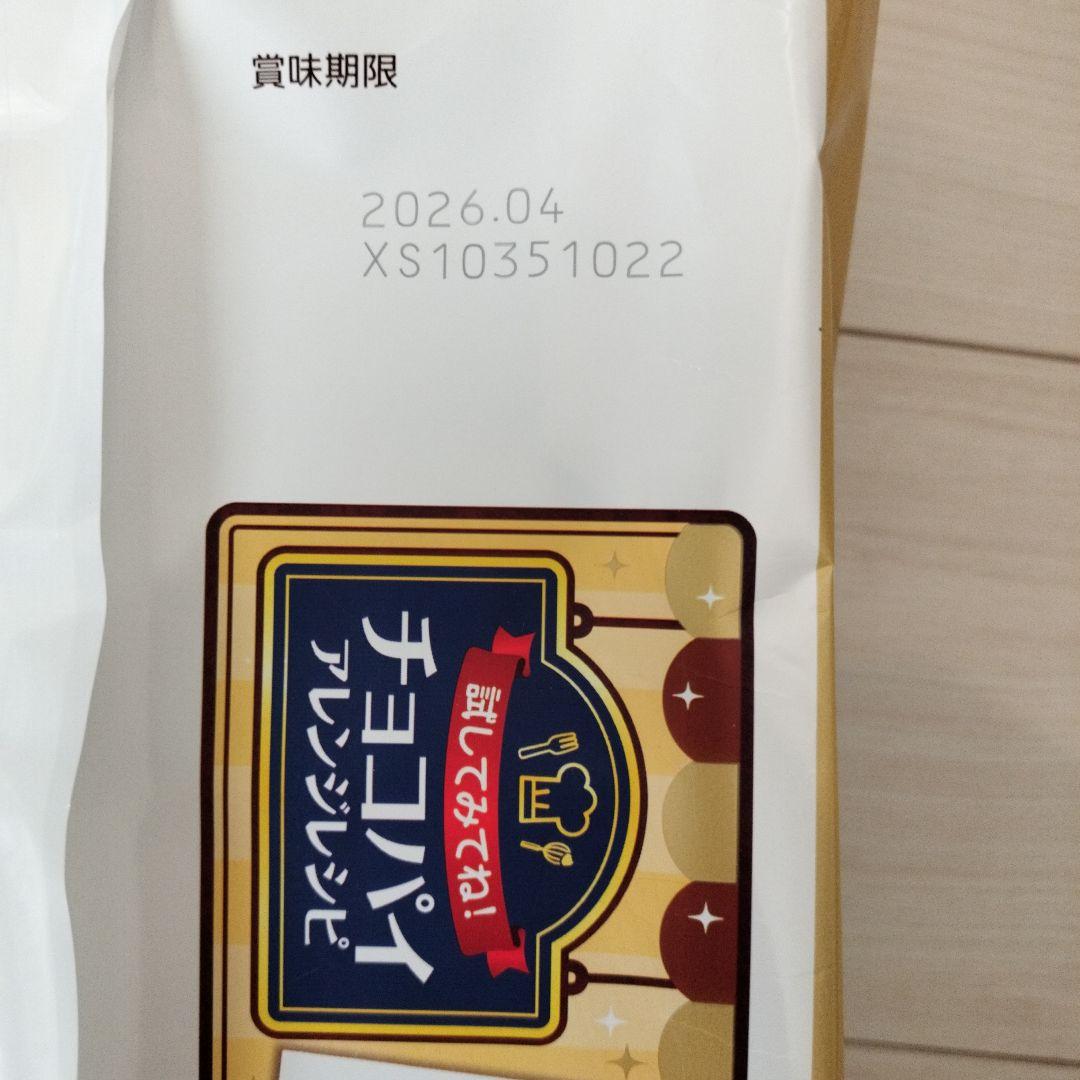 賞味期限
2026.04
XS10351022
試してみてね!
チョコパイ
アレンジレシピ